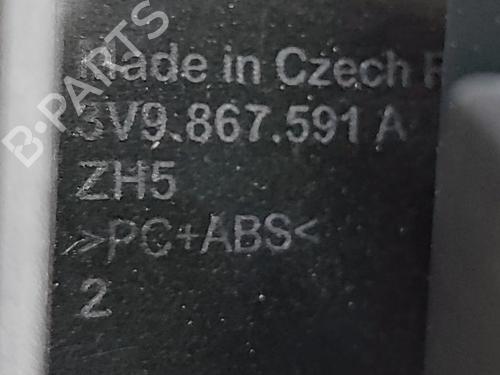 Made in Czech R
3V9.867.591 A
ZH5
>PC+ABS<
2
B-PARTS